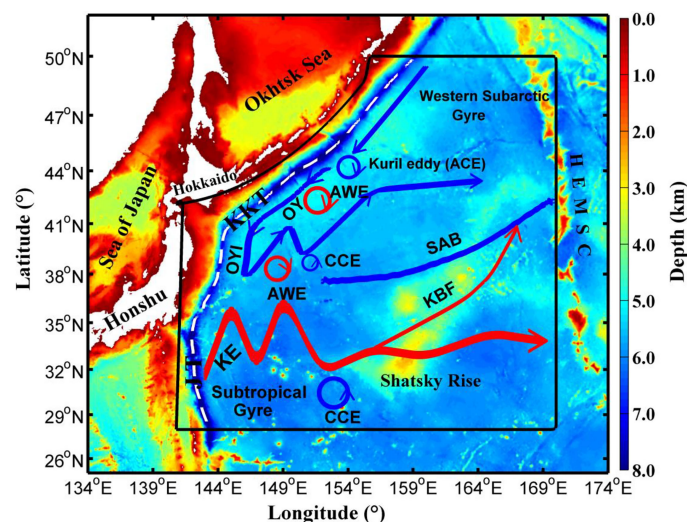 50°N
47°N
44°N
41°N
38°N
35°N
32°N
29°N
26°N
Latitude (°)
134°E
139°E
144°E
149°E
154°E
159°E
164°E
169°E
174°E
Longitude (°)
Okhtsk Sea
Western Subarctic
Gyre
Kuril eddy (ACE)
Hokkaido
KKT
OY
AWE
HEMSC
Sea of Japan
OYI
CCE
SAB
AWE
KBF
Honshu
KE
JT
Shatsky Rise
Subtropical
Gyre
CCE
0.0
1.0
2.0
3.0
4.0
5.0
6.0
7.0
8.0
Depth (km)